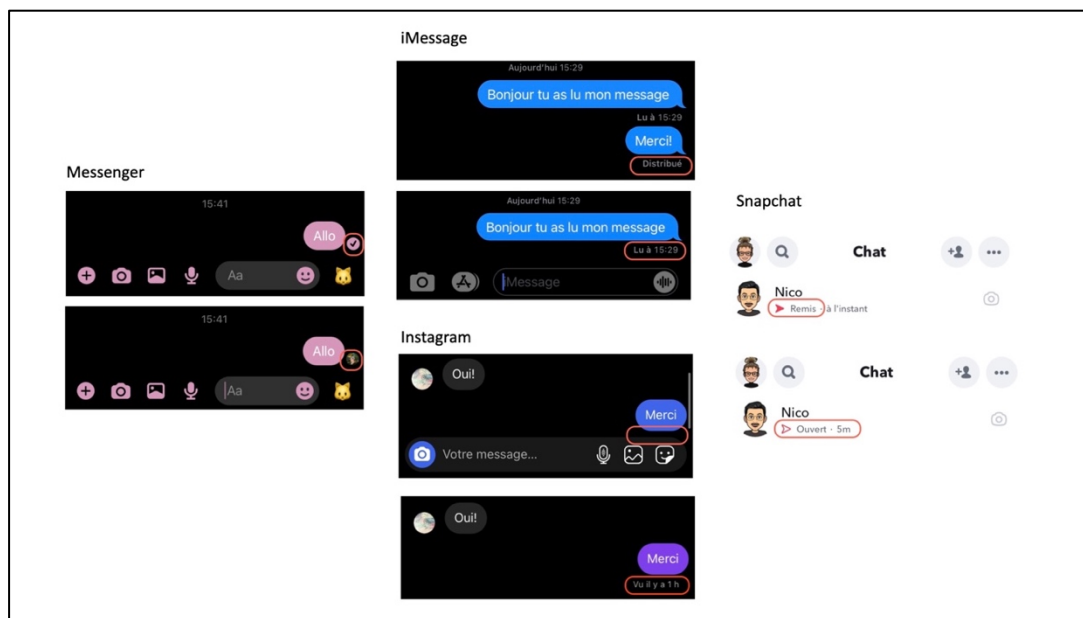 Messenger
15:41
Allo
Aa
15:41
Allo
Aa
iMessage
Aujourd'hui 15:29
Bonjour tu as lu mon message
Lu à 15:29
Merci!
Distribué
Aujourd'hui 15:29
Bonjour tu as lu mon message
Lu à 15:29
iMessage
Instagram
Oui!
Merci
Votre message...
Oui!
Merci
Vu il y a 1 h
Snapchat
Chat
Nico
Remis · à l'instant
Chat
Nico
Ouvert · 5m